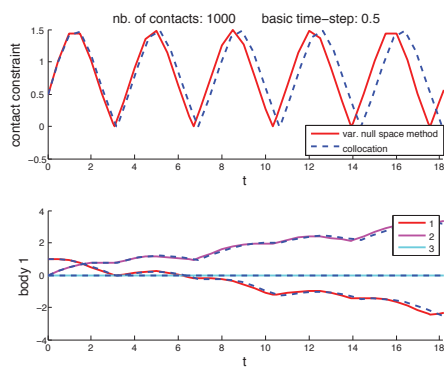 nb. of contacts: 1000 basic time-step: 0.5
contact constraint
1.5
1
0.5
0
-0.5
0 2 4 6 8 10 12 14 16 18
t
var. null space method
collocation
body 1
4
2
0
-2
-4
0 2 4 6 8 10 12 14 16 18
t
1
2
3